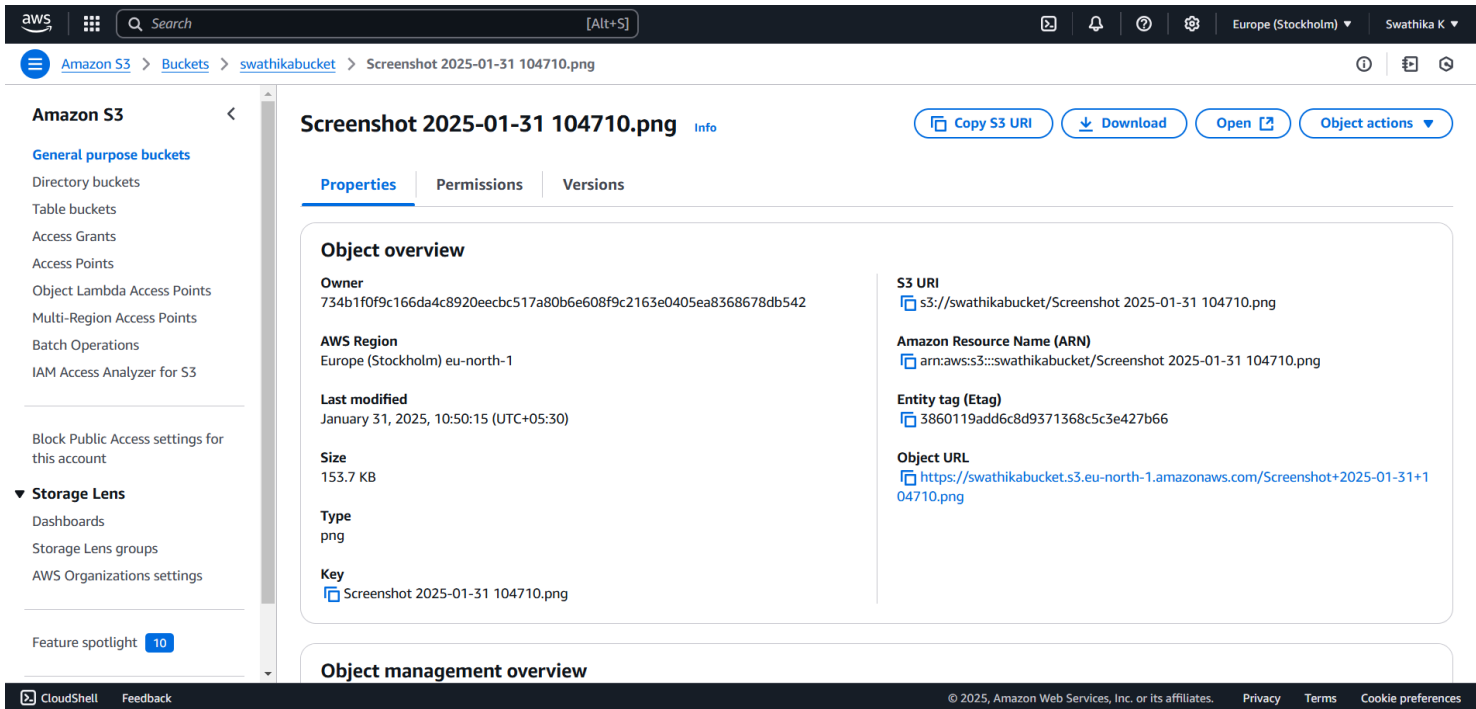 aws
Search [Alt+S]
Europe (Stockholm) Swathika K
Amazon S3 > Buckets > swathikabucket > Screenshot 2025-01-31 104710.png
Amazon S3
General purpose buckets
Directory buckets
Table buckets
Access Grants
Access Points
Object Lambda Access Points
Multi-Region Access Points
Batch Operations
IAM Access Analyzer for S3
Block Public Access settings for
this account
Storage Lens
Dashboards
Storage Lens groups
AWS Organizations settings
Feature spotlight 10
Screenshot 2025-01-31 104710.png Info
Copy S3 URI Download Open Object actions
Properties Permissions Versions
Object overview
Owner
734b1f0f9c166da4c8920eecbc517a80b6e608f9c2163e0405ea8368678db542
AWS Region
Europe (Stockholm) eu-north-1
Last modified
January 31, 2025, 10:50:15 (UTC+05:30)
Size
153.7 KB
Type
png
Key
Screenshot 2025-01-31 104710.png
S3 URI
s3://swathikabucket/Screenshot 2025-01-31 104710.png
Amazon Resource Name (ARN)
arn:aws:s3:::swathikabucket/Screenshot 2025-01-31 104710.png
Entity tag (Etag)
3860119add6c8d9371368c5c3e427b66
Object URL
https://swathikabucket.s3.eu-north-1.amazonaws.com/Screenshot+2025-01-31+1
04710.png
Object management overview
CloudShell Feedback © 2025, Amazon Web Services, Inc. or its affiliates. Privacy Terms Cookie preferences